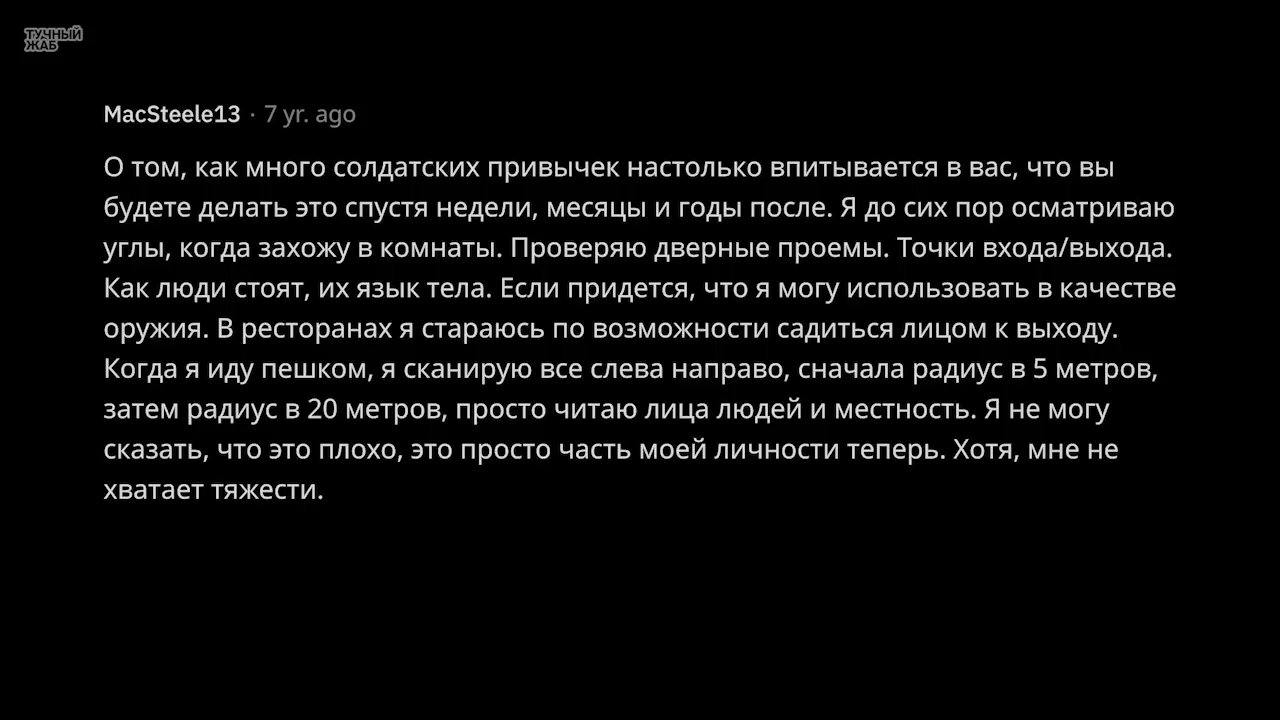 ТУЧНЫЙ
ЖАБ
MacSteele13 · 7 yr. ago
О том, как много солдатских привычек настолько впитывается в вас, что вы
будете делать это спустя недели, месяцы и годы после. Я до сих пор осматриваю
углы, когда захожу в комнаты. Проверяю дверные проемы. Точки входа/выхода.
Как люди стоят, их язык тела. Если придется, что я могу использовать в качестве
оружия. В ресторанах я стараюсь по возможности садиться лицом к выходу.
Когда я иду пешком, я сканирую все слева направо, сначала радиус в 5 метров,
затем радиус в 20 метров, просто читаю лица людей и местность. Я не могу
сказать, что это плохо, это просто часть моей личности теперь. Хотя, мне не
хватает тяжести.